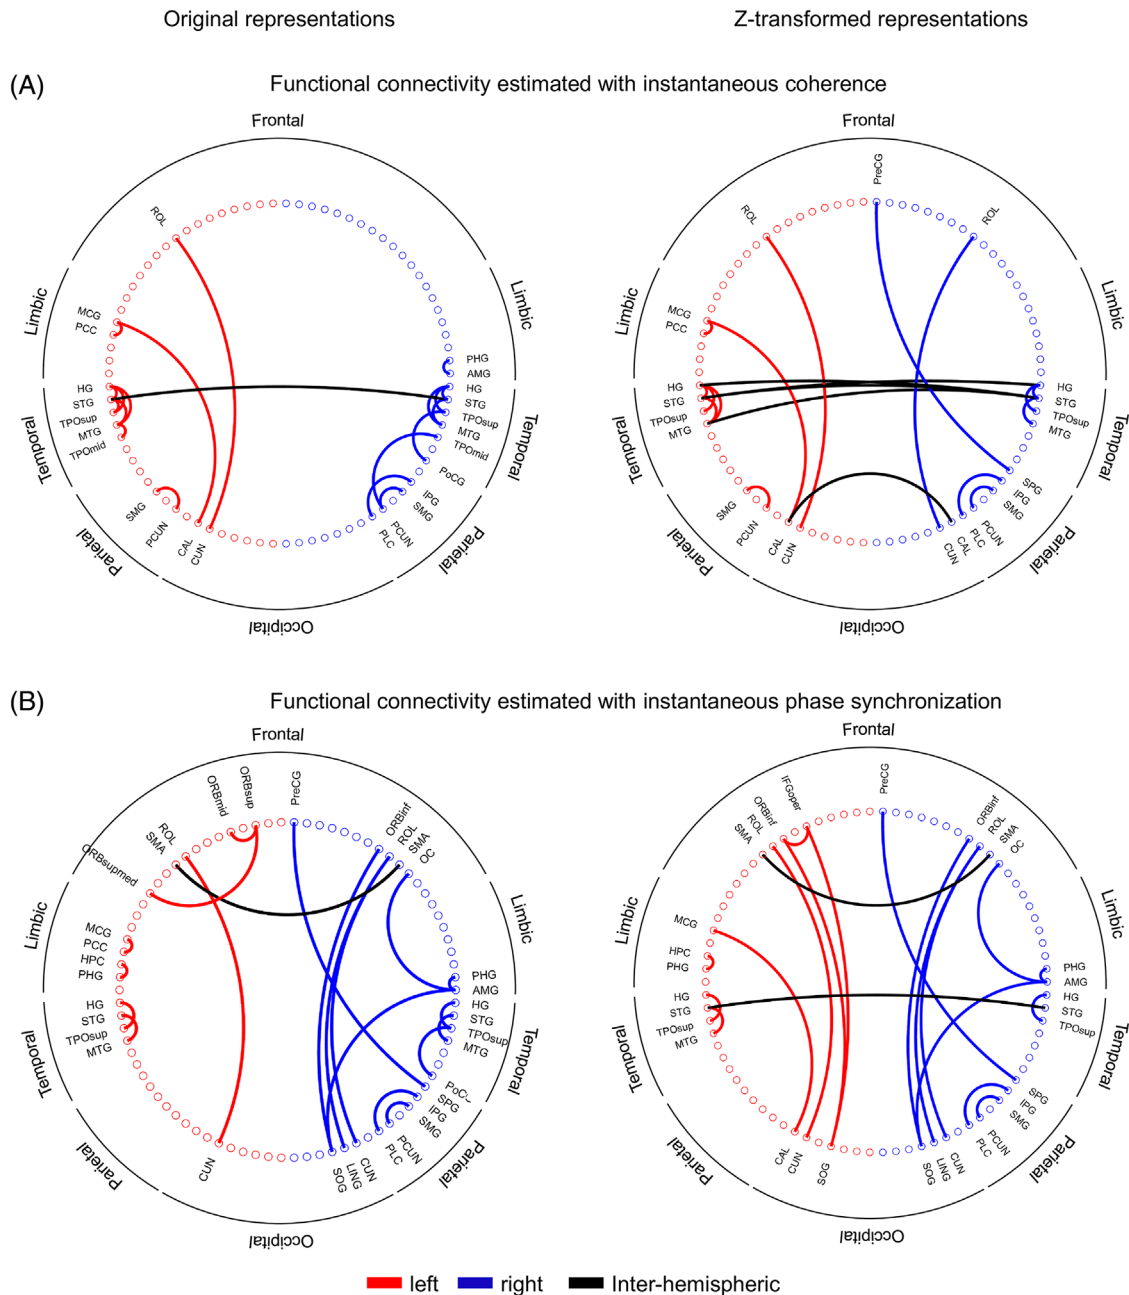 Original representations
Z-transformed representations
(A)
Functional connectivity estimated with instantaneous coherence
Frontal
Limbic
Limbic
Temporal
Temporal
Parietal
Parietal
Occipital
ROL
MCG
PCC
HG
STG
TPOsup
MTG
TPOmid
SMG
PCUN
CAL
CUN
PHG
AMG
HG
STG
TPOsup
MTG
TPOmid
PoCG
IPG
SMG
PCUN
PLC
Frontal
Limbic
Limbic
Temporal
Temporal
Parietal
Parietal
Occipital
ROL
MCG
PCC
HG
STG
TPOsup
MTG
SMG
PCUN
CAL
CUN
PreCG
ROL
HG
STG
TPOsup
MTG
SPG
IPG
SMG
PCUN
PLC
CAL
CUN
(B)
Functional connectivity estimated with instantaneous phase synchronization
Frontal
Limbic
Limbic
Temporal
Temporal
Parietal
Parietal
Occipital
ORBsup
ORBmid
ROL
SMA
ORBsupmed
MCG
PCC
HPC
PHG
HG
STG
TPOsup
MTG
CUN
PreCG
ORBinf
ROL
SMA
OC
PHG
AMG
HG
STG
TPOsup
MTG
SPG
IPG
SMG
PCUN
PLC
CUN
LING
SOG
Frontal
Limbic
Limbic
Temporal
Temporal
Parietal
Parietal
Occipital
IFGoper
ORBinf
ROL
SMA
MCG
HPC
PHG
HG
STG
TPOsup
MTG
CAL
CUN
SOG
PreCG
ORBinf
ROL
SMA
OC
PHG
AMG
HG
STG
TPOsup
SPG
IPG
SMG
PCUN
PLC
CUN
LING
SOG
left
right
Inter-hemispheric